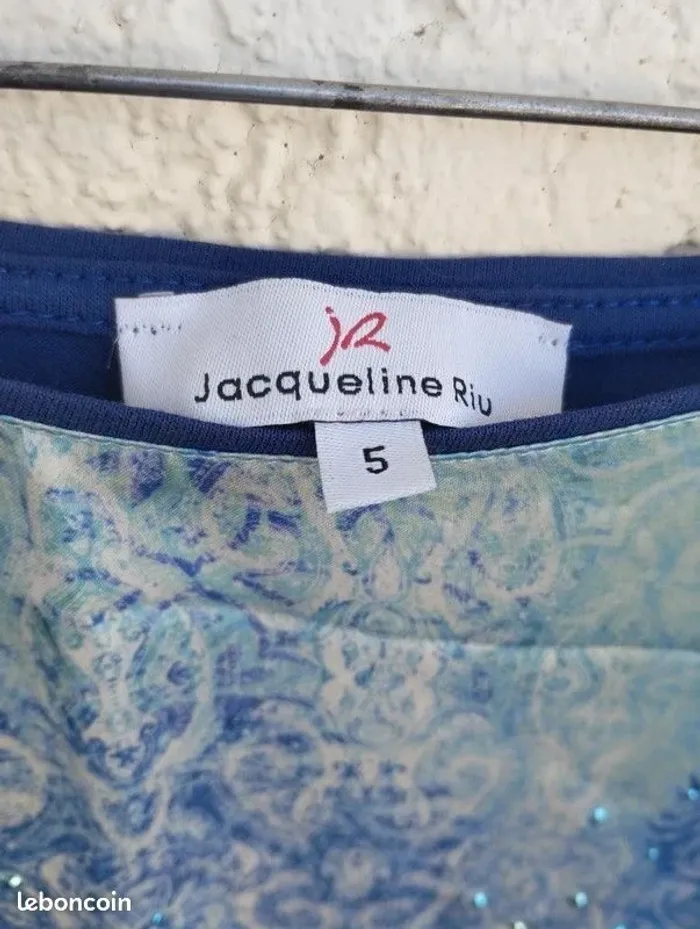 jR
Jacqueline Riu
5
leboncoin